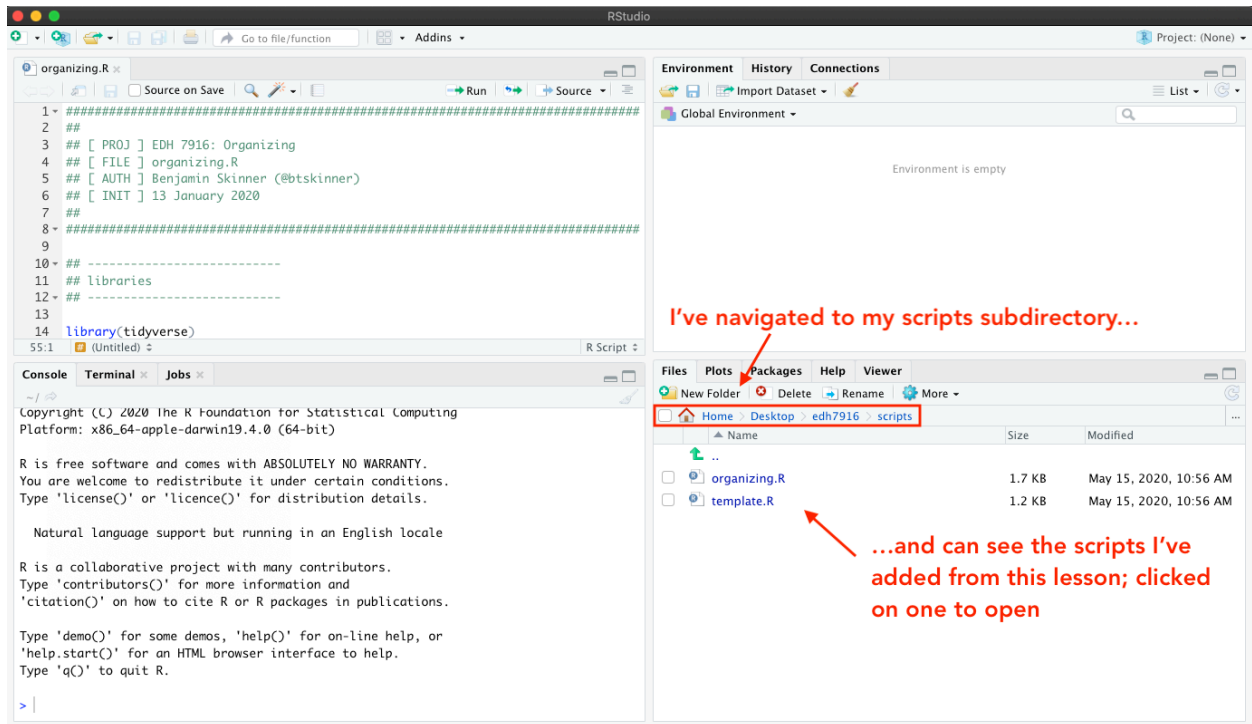 RStudio
Go to file/function Addins Project: (None)
organizing.R
Source on Save Run Source
1 ################################################################################
2 ##
3 ## [ PROJ ] EDH 7916: Organizing
4 ## [ FILE ] organizing.R
5 ## [ AUTH ] Benjamin Skinner (@btskinner)
6 ## [ INIT ] 13 January 2020
7 ##
8 ################################################################################
9
10 ## ---------------------------
11 ## libraries
12 ## ---------------------------
13
14 library(tidyverse)
55:1 (Untitled) R Script
Console Terminal Jobs
~/
Copyright (C) 2020 The R Foundation for Statistical Computing
Platform: x86_64-apple-darwin19.4.0 (64-bit)
R is free software and comes with ABSOLUTELY NO WARRANTY.
You are welcome to redistribute it under certain conditions.
Type 'license()' or 'licence()' for distribution details.
Natural language support but running in an English locale
R is a collaborative project with many contributors.
Type 'contributors()' for more information and
'citation()' on how to cite R or R packages in publications.
Type 'demo()' for some demos, 'help()' for on-line help, or
'help.start()' for an HTML browser interface to help.
Type 'q()' to quit R.
>
Environment History Connections
Import Dataset List
Global Environment
Environment is empty
I've navigated to my scripts subdirectory...
Files Plots Packages Help Viewer
New Folder Delete Rename More
Home > Desktop > edh7916 > scripts ...
Name Size Modified
..
organizing.R 1.7 KB May 15, 2020, 10:56 AM
template.R 1.2 KB May 15, 2020, 10:56 AM
...and can see the scripts I've
added from this lesson; clicked
on one to open